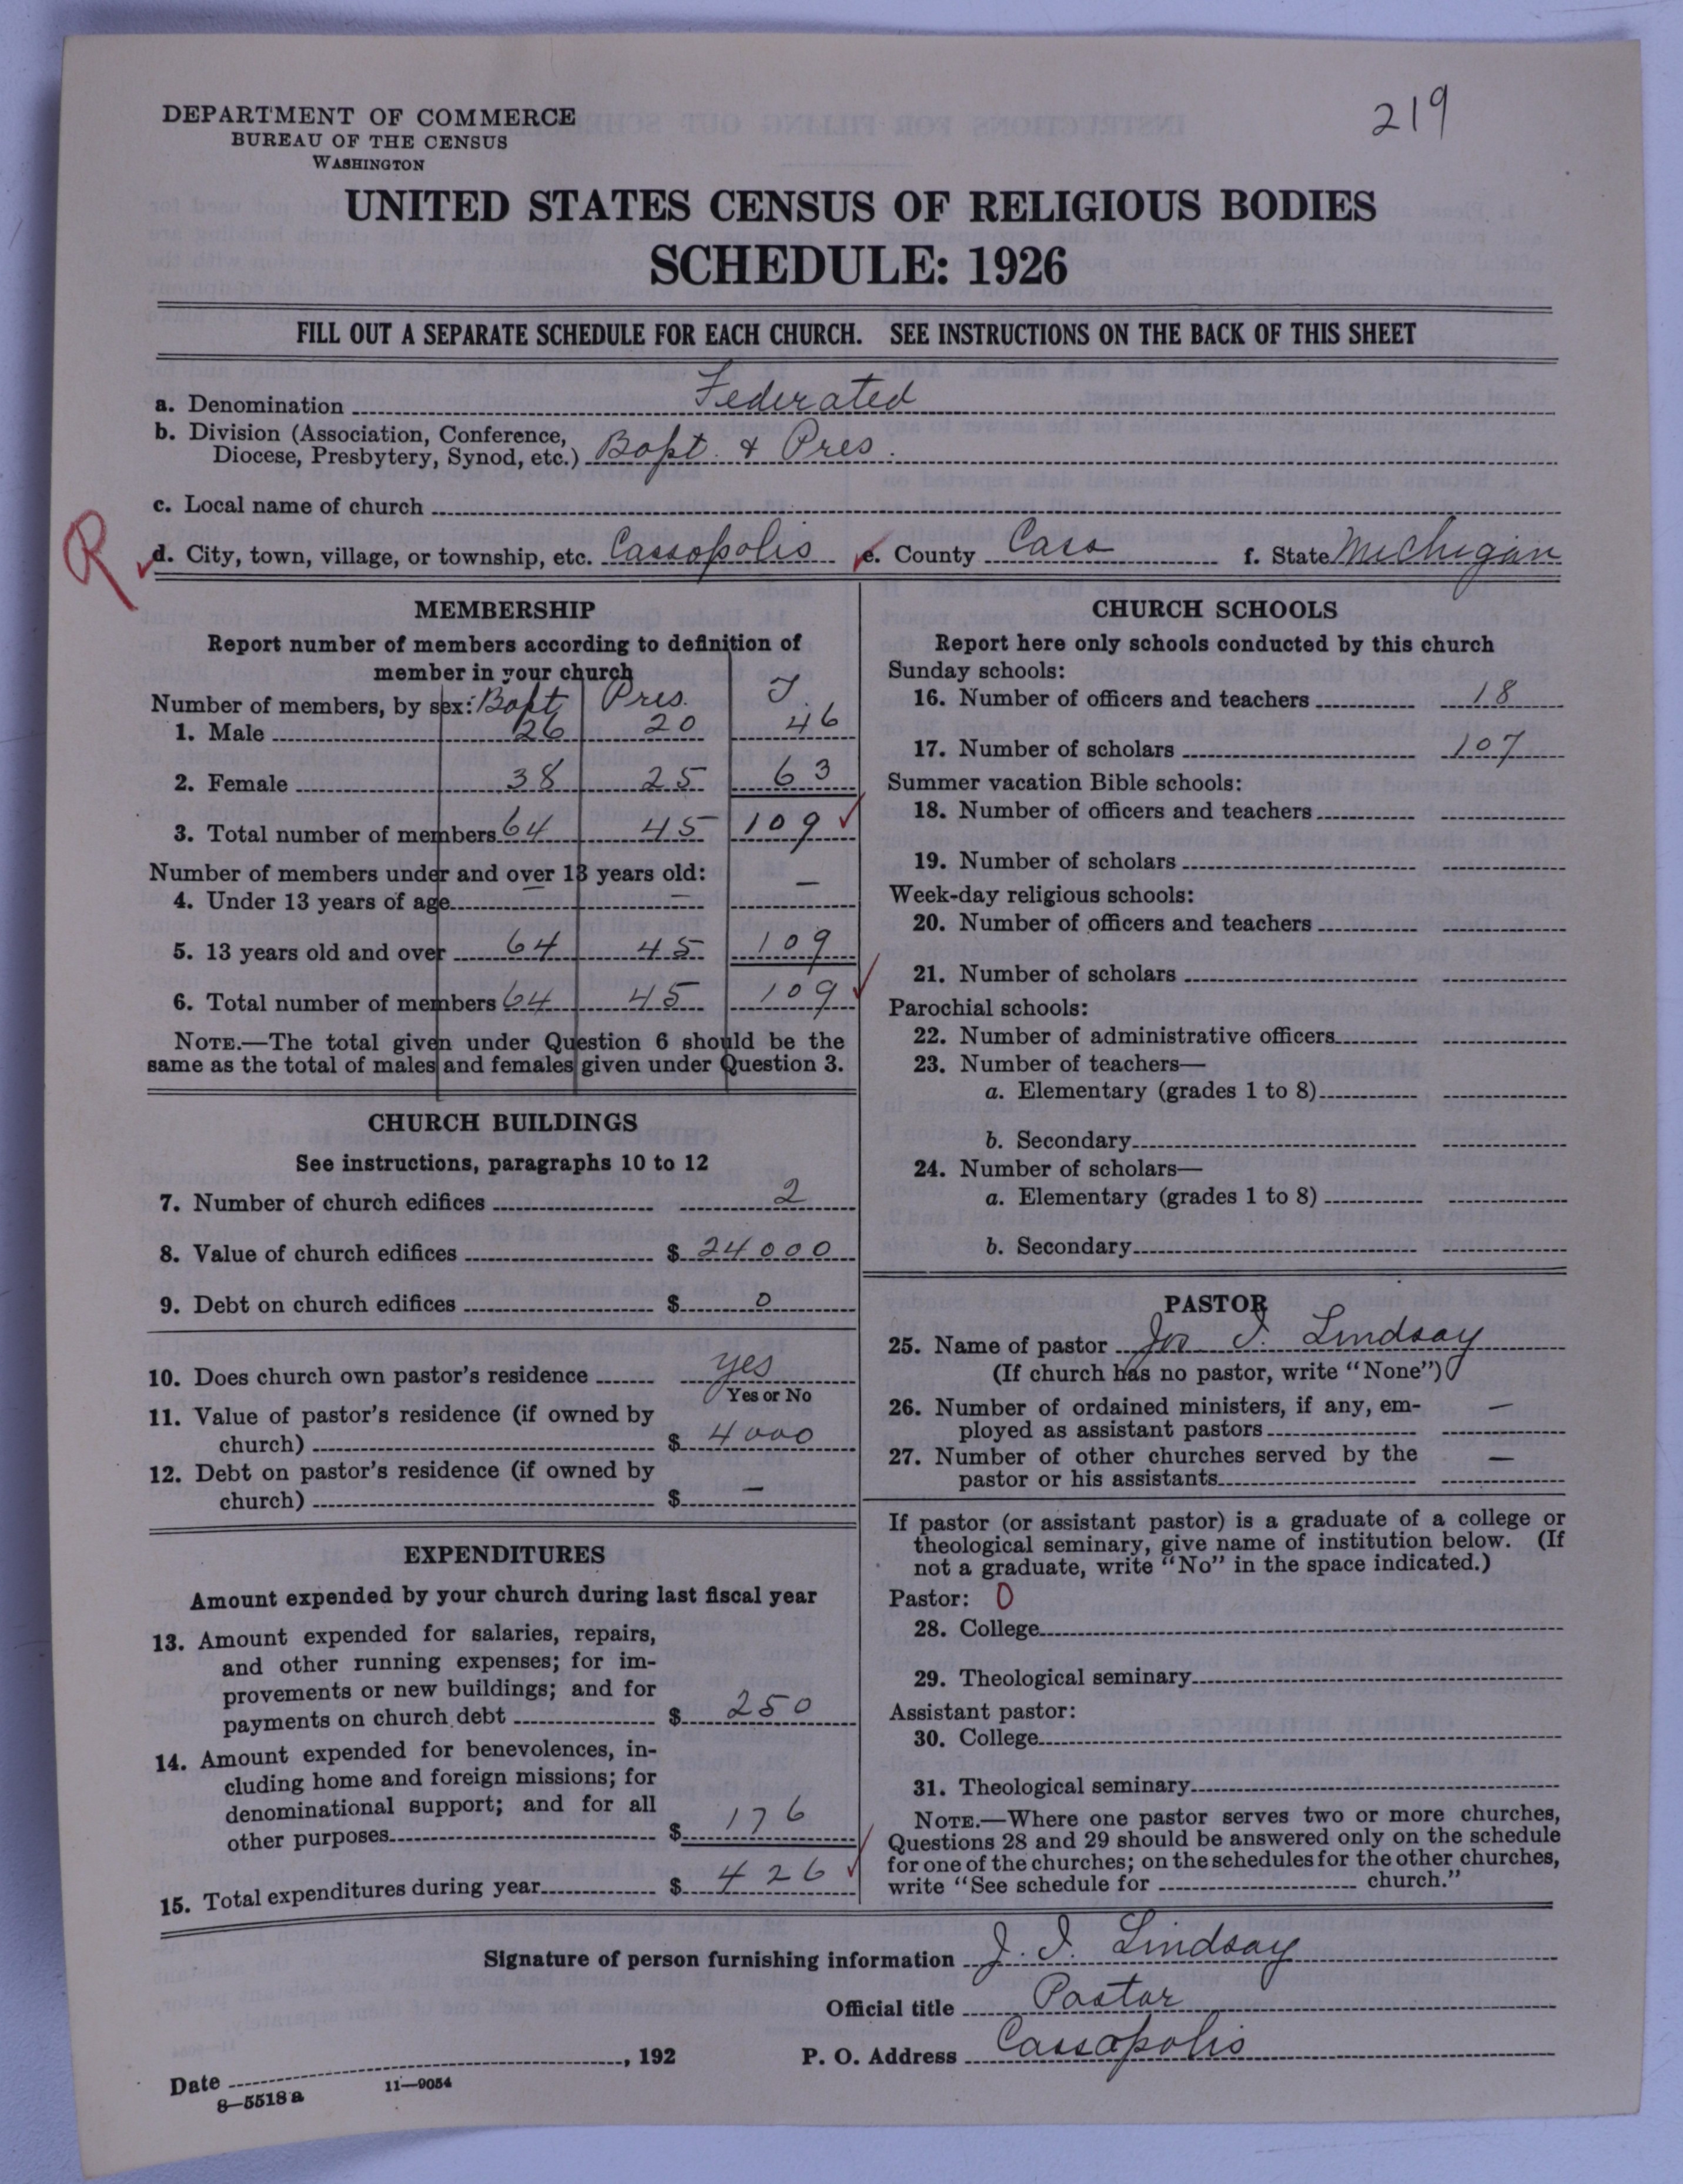 219
DEPARTMENT OF COMMERCE
BUREAU OF THE CENSUS
WASHINGTON
UNITED STATES CENSUS OF RELIGIOUS BODIES
SCHEDULE: 1926
FILL OUT A SEPARATE SCHEDULE FOR EACH CHURCH. SEE INSTRUCTIONS ON THE BACK OF THIS SHEET
a. Denomination Federated
b. Division (Association, Conference,
Diocese, Presbytery, Synod, etc.) Bapt. & Pres.
c. Local name of church
R
d. City, town, village, or township, etc. Cassopolis e. County Cass f. State Michigan
MEMBERSHIP
Report number of members according to definition of
member in your church
Number of members, by sex: Bapt Pres. T.
1. Male 26 20 46
2. Female 38 25 63
3. Total number of members 64 45 109 ✓
Number of members under and over 13 years old:
4. Under 13 years of age — — —
5. 13 years old and over 64 45 109
6. Total number of members 64 45 109 ✓
NOTE.—The total given under Question 6 should be the
same as the total of males and females given under Question 3.
CHURCH BUILDINGS
See instructions, paragraphs 10 to 12
7. Number of church edifices 2
8. Value of church edifices $ 24000
9. Debt on church edifices $ 0
10. Does church own pastor's residence yes
Yes or No
11. Value of pastor's residence (if owned by
church) $ 4000
12. Debt on pastor's residence (if owned by
church) $ —
EXPENDITURES
Amount expended by your church during last fiscal year
13. Amount expended for salaries, repairs,
and other running expenses; for im-
provements or new buildings; and for
payments on church debt $ 250
14. Amount expended for benevolences, in-
cluding home and foreign missions; for
denominational support; and for all
other purposes $ 176
15. Total expenditures during year $ 426 ✓
CHURCH SCHOOLS
Report here only schools conducted by this church
Sunday schools:
16. Number of officers and teachers 18
17. Number of scholars 107
Summer vacation Bible schools:
18. Number of officers and teachers
19. Number of scholars
Week-day religious schools:
20. Number of officers and teachers
21. Number of scholars
Parochial schools:
22. Number of administrative officers
23. Number of teachers—
a. Elementary (grades 1 to 8)
b. Secondary
24. Number of scholars—
a. Elementary (grades 1 to 8)
b. Secondary
PASTOR
25. Name of pastor Jos I. Lindsay
(If church has no pastor, write "None")
26. Number of ordained ministers, if any, em-
ployed as assistant pastors —
27. Number of other churches served by the
pastor or his assistants —
If pastor (or assistant pastor) is a graduate of a college or
theological seminary, give name of institution below. (If
not a graduate, write "No" in the space indicated.)
Pastor: 0
28. College
29. Theological seminary
Assistant pastor:
30. College
31. Theological seminary
NOTE.—Where one pastor serves two or more churches,
Questions 28 and 29 should be answered only on the schedule
for one of the churches; on the schedules for the other churches,
write "See schedule for church."
Signature of person furnishing information J. I. Lindsay
Official title Pastor
Date , 192 P. O. Address Cassopolis
8—5518 a 11—9054